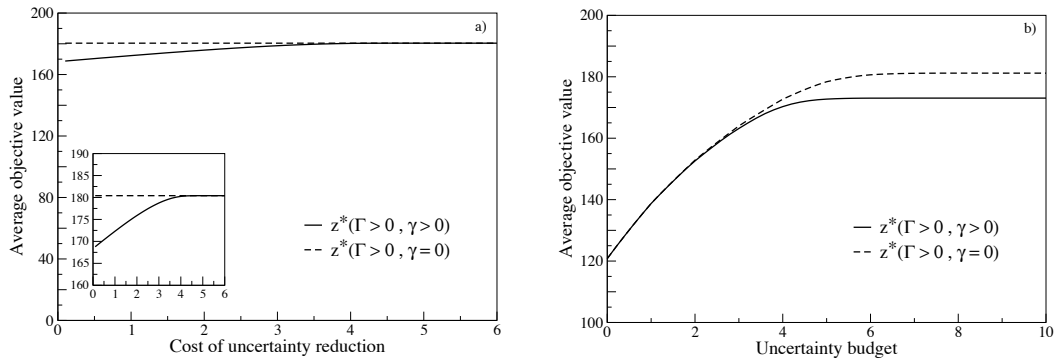 a)
200
160
120
80
40
0
Average objective value
190
185
180
175
170
165
160
0 1 2 3 4 5 6
z*(Γ > 0 , γ > 0)
z*(Γ > 0 , γ = 0)
0 1 2 3 4 5 6
Cost of uncertainty reduction
b)
200
180
160
140
120
100
Average objective value
z*(Γ > 0 , γ > 0)
z*(Γ > 0 , γ = 0)
0 2 4 6 8 10
Uncertainty budget